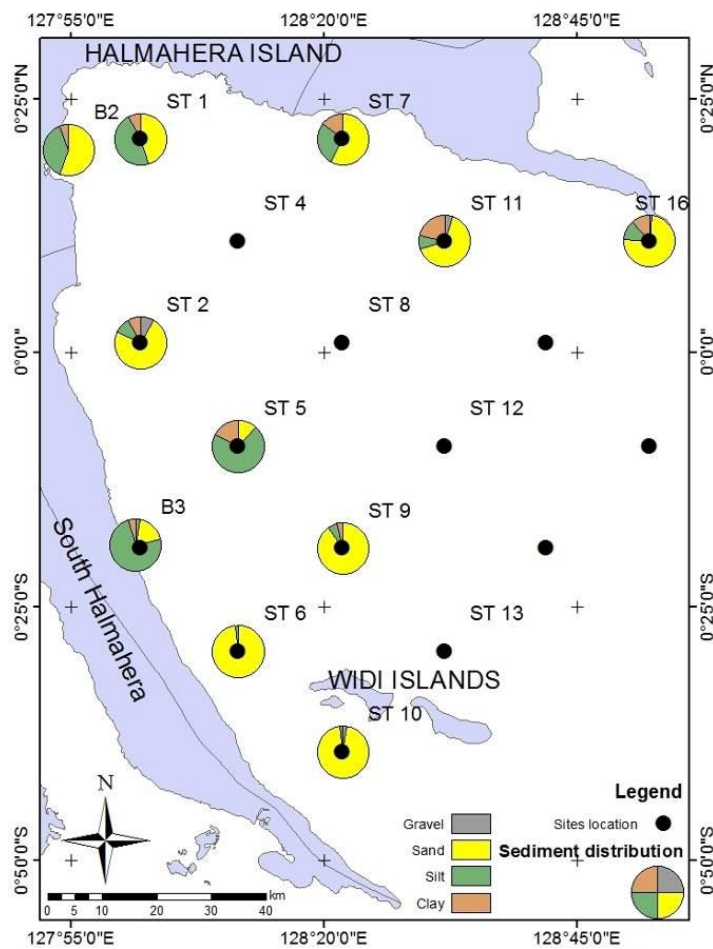 127°55'0"E 128°20'0"E 128°45'0"E
HALMAHERA ISLAND
0°25'0"N 0°25'0"N
B2 ST 1 ST 7
ST 4 ST 11 ST 16
ST 2 ST 8
0°0'0" 0°0'0"
ST 5 ST 12
B3 ST 9
South Halmahera
0°25'0"S 0°25'0"S
ST 6 ST 13
WIDI ISLANDS
ST 10
N
Legend
Gravel
Sand
Silt
Clay
Sites location
Sediment distribution
0°50'0"S 0°50'0"S
0 5 10 20 30 40 km
127°55'0"E 128°20'0"E 128°45'0"E